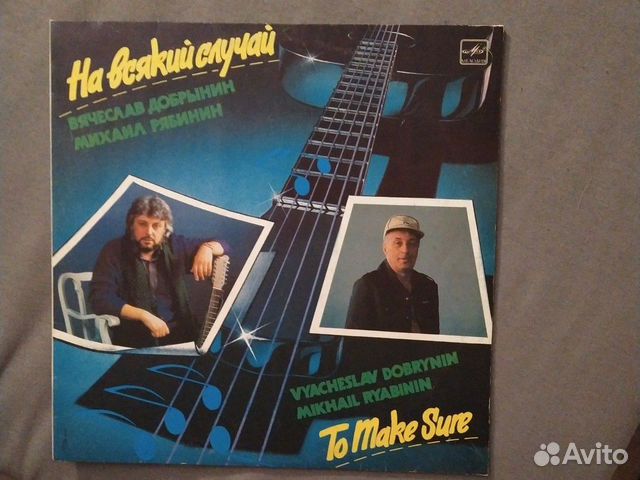 На всякий случай
ВЯЧЕСЛАВ ДОБРЫНИН
МИХАИЛ РЯБИНИН
МЕЛОДИЯ
VYACHESLAV DOBRYNIN
MIKHAIL RYABININ
To Make Sure
Avito